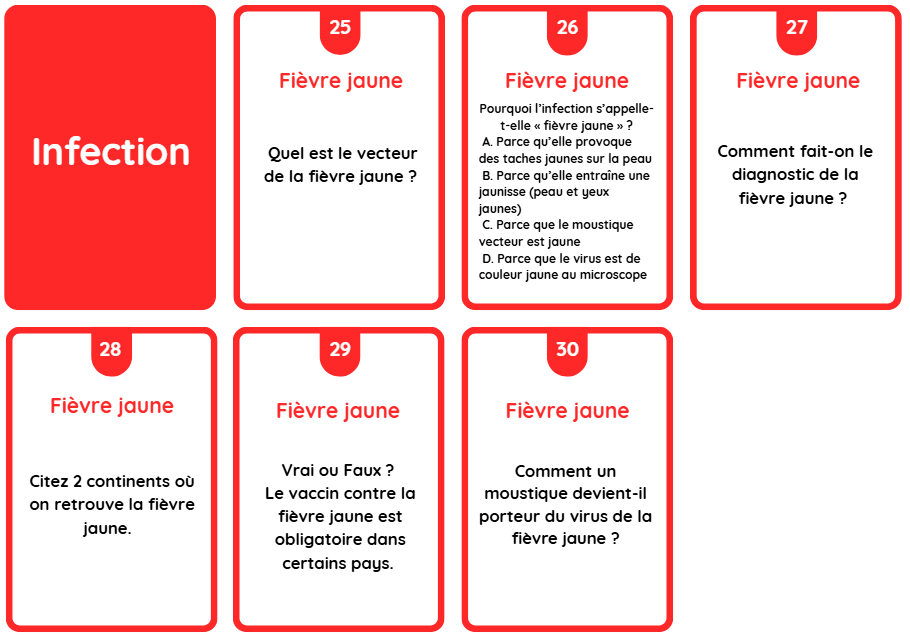 Infection
25
Fièvre jaune
Quel est le vecteur
de la fièvre jaune ?
26
Fièvre jaune
Pourquoi l'infection s'appelle-
t-elle « fièvre jaune » ?
A. Parce qu'elle provoque
des taches jaunes sur la peau
B. Parce qu'elle entraîne une
jaunisse (peau et yeux
jaunes)
C. Parce que le moustique
vecteur est jaune
D. Parce que le virus est de
couleur jaune au microscope
27
Fièvre jaune
Comment fait-on le
diagnostic de la
fièvre jaune ?
28
Fièvre jaune
Citez 2 continents où
on retrouve la fièvre
jaune.
29
Fièvre jaune
Vrai ou Faux ?
Le vaccin contre la
fièvre jaune est
obligatoire dans
certains pays.
30
Fièvre jaune
Comment un
moustique devient-il
porteur du virus de la
fièvre jaune ?